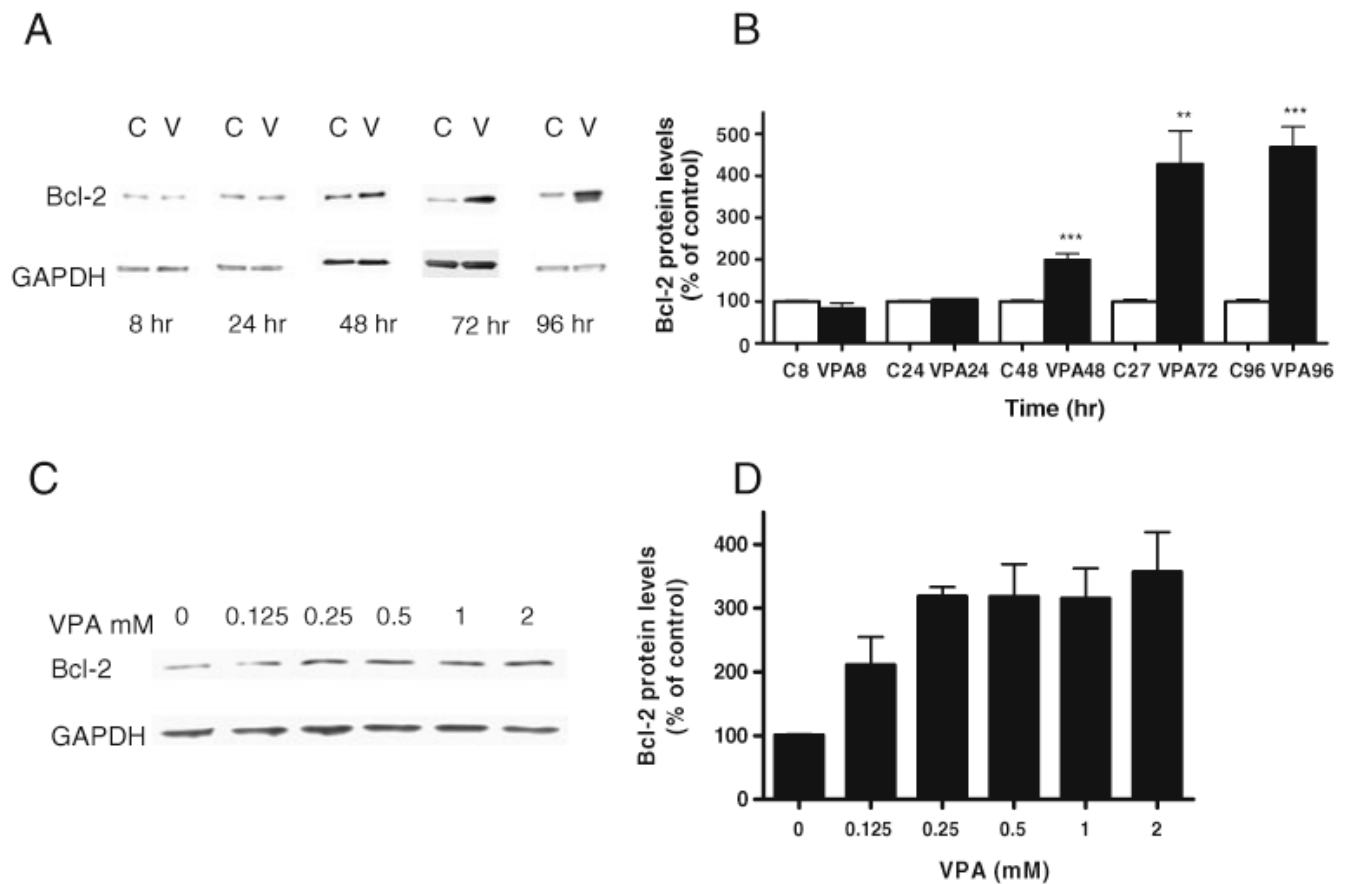 A
C V C V C V C V C V
Bcl-2
GAPDH
8 hr 24 hr 48 hr 72 hr 96 hr
B
Bcl-2 protein levels
(% of control)
500
400
300
200
100
0
***
**
***
C8 VPA8 C24 VPA24 C48 VPA48 C27 VPA72 C96 VPA96
Time (hr)
C
VPA mM 0 0.125 0.25 0.5 1 2
Bcl-2
GAPDH
D
Bcl-2 protein levels
(% of control)
400
300
200
100
0
0 0.125 0.25 0.5 1 2
VPA (mM)